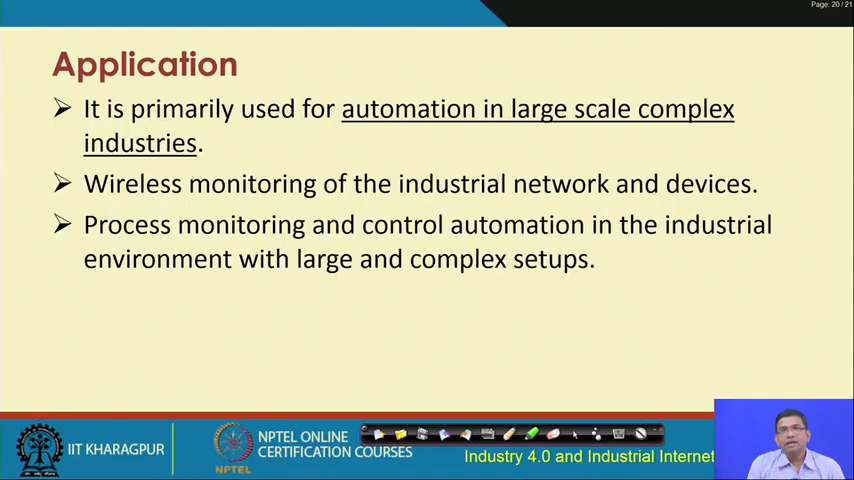 Page: 20 / 21
Application
➢ It is primarily used for automation in large scale complex
industries.
➢ Wireless monitoring of the industrial network and devices.
➢ Process monitoring and control automation in the industrial
environment with large and complex setups.
IIT KHARAGPUR
NPTEL
NPTEL ONLINE
CERTIFICATION COURSES
Industry 4.0 and Industrial Internet